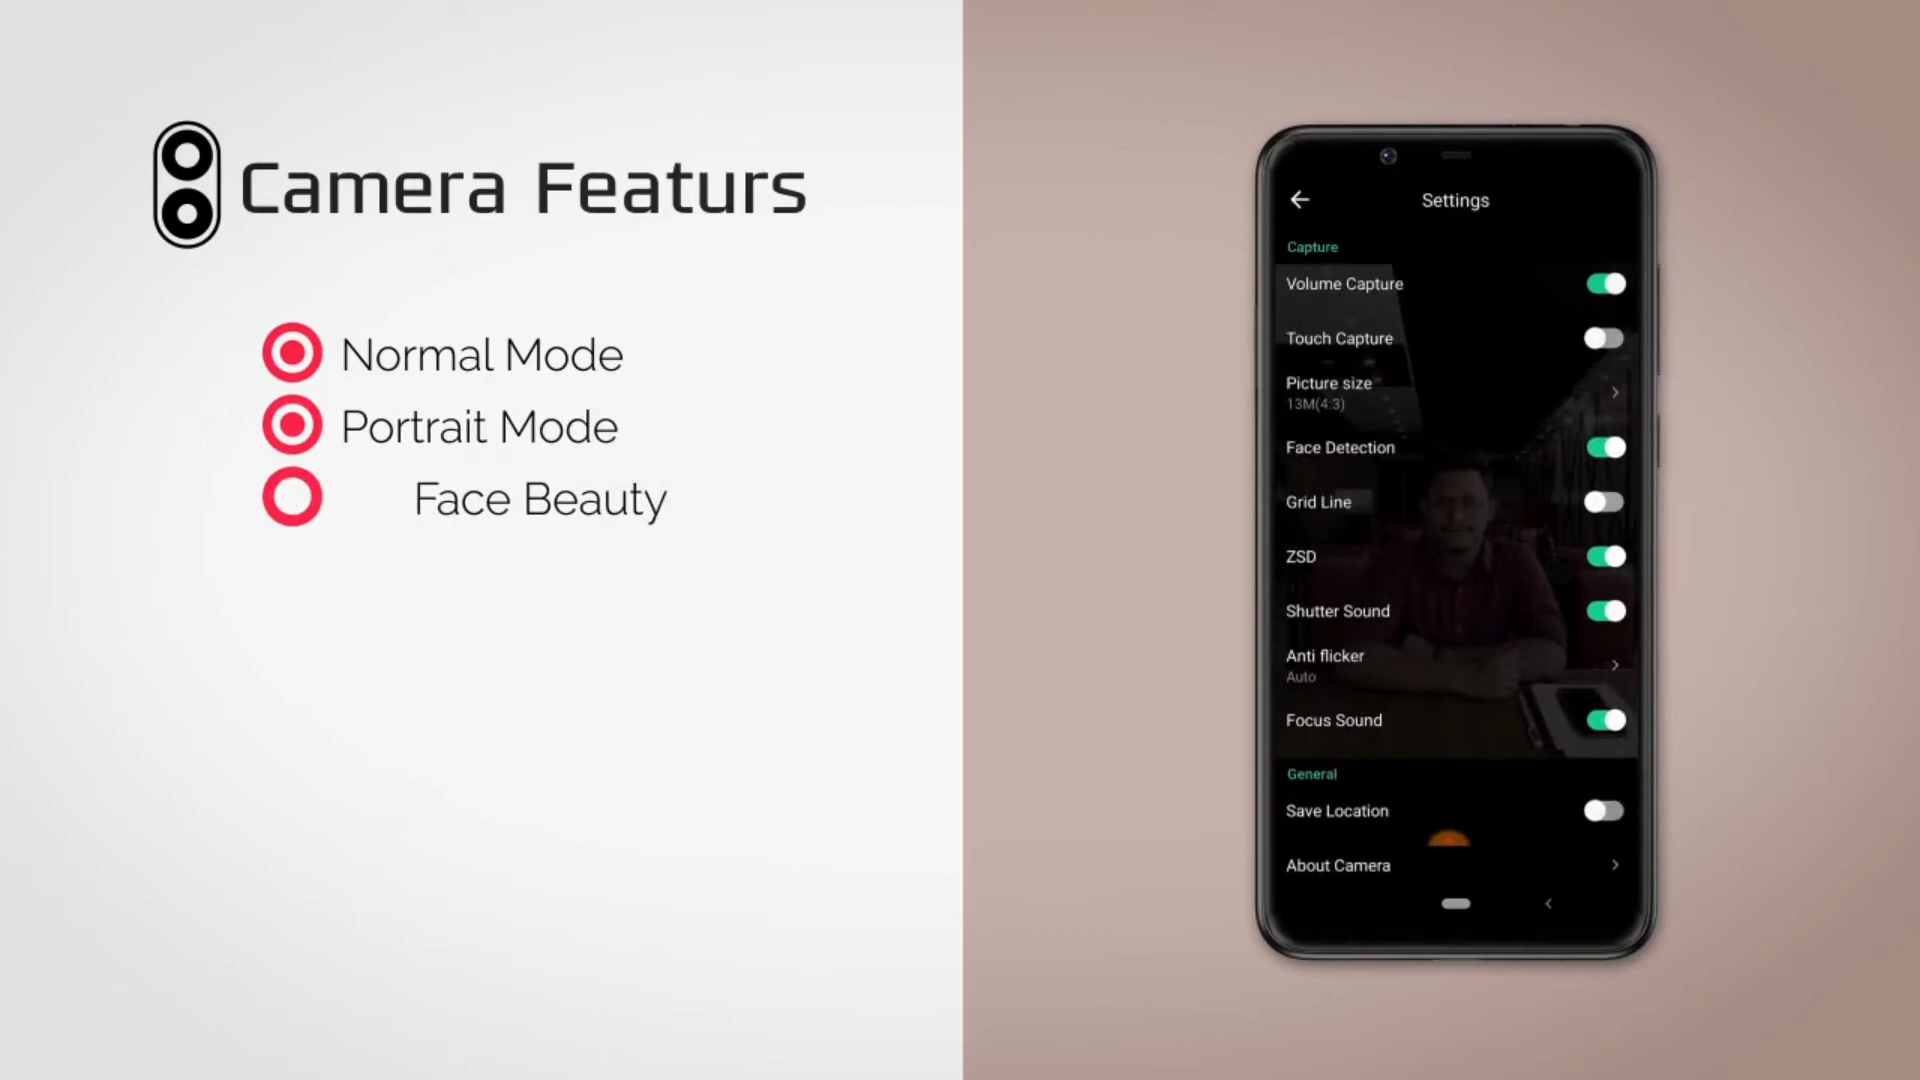 Camera Featurs
Normal Mode
Portrait Mode
Face Beauty
Settings
Capture
Volume Capture
Touch Capture
Picture size
13M(4:3)
Face Detection
Grid Line
ZSD
Shutter Sound
Anti flicker
Auto
Focus Sound
General
Save Location
About Camera